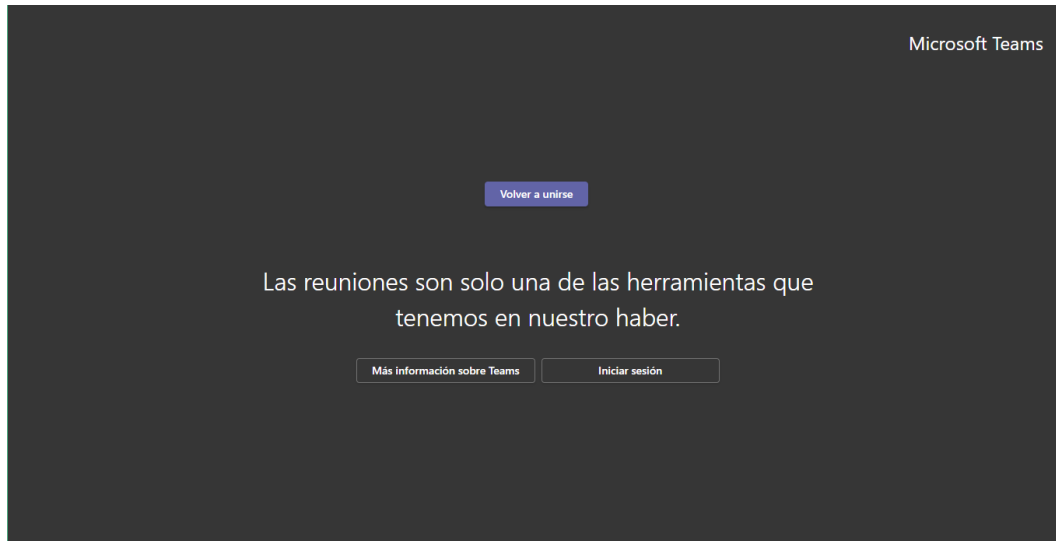 Microsoft Teams
Volver a unirse
Las reuniones son solo una de las herramientas que
tenemos en nuestro haber.
Más información sobre Teams
Iniciar sesión